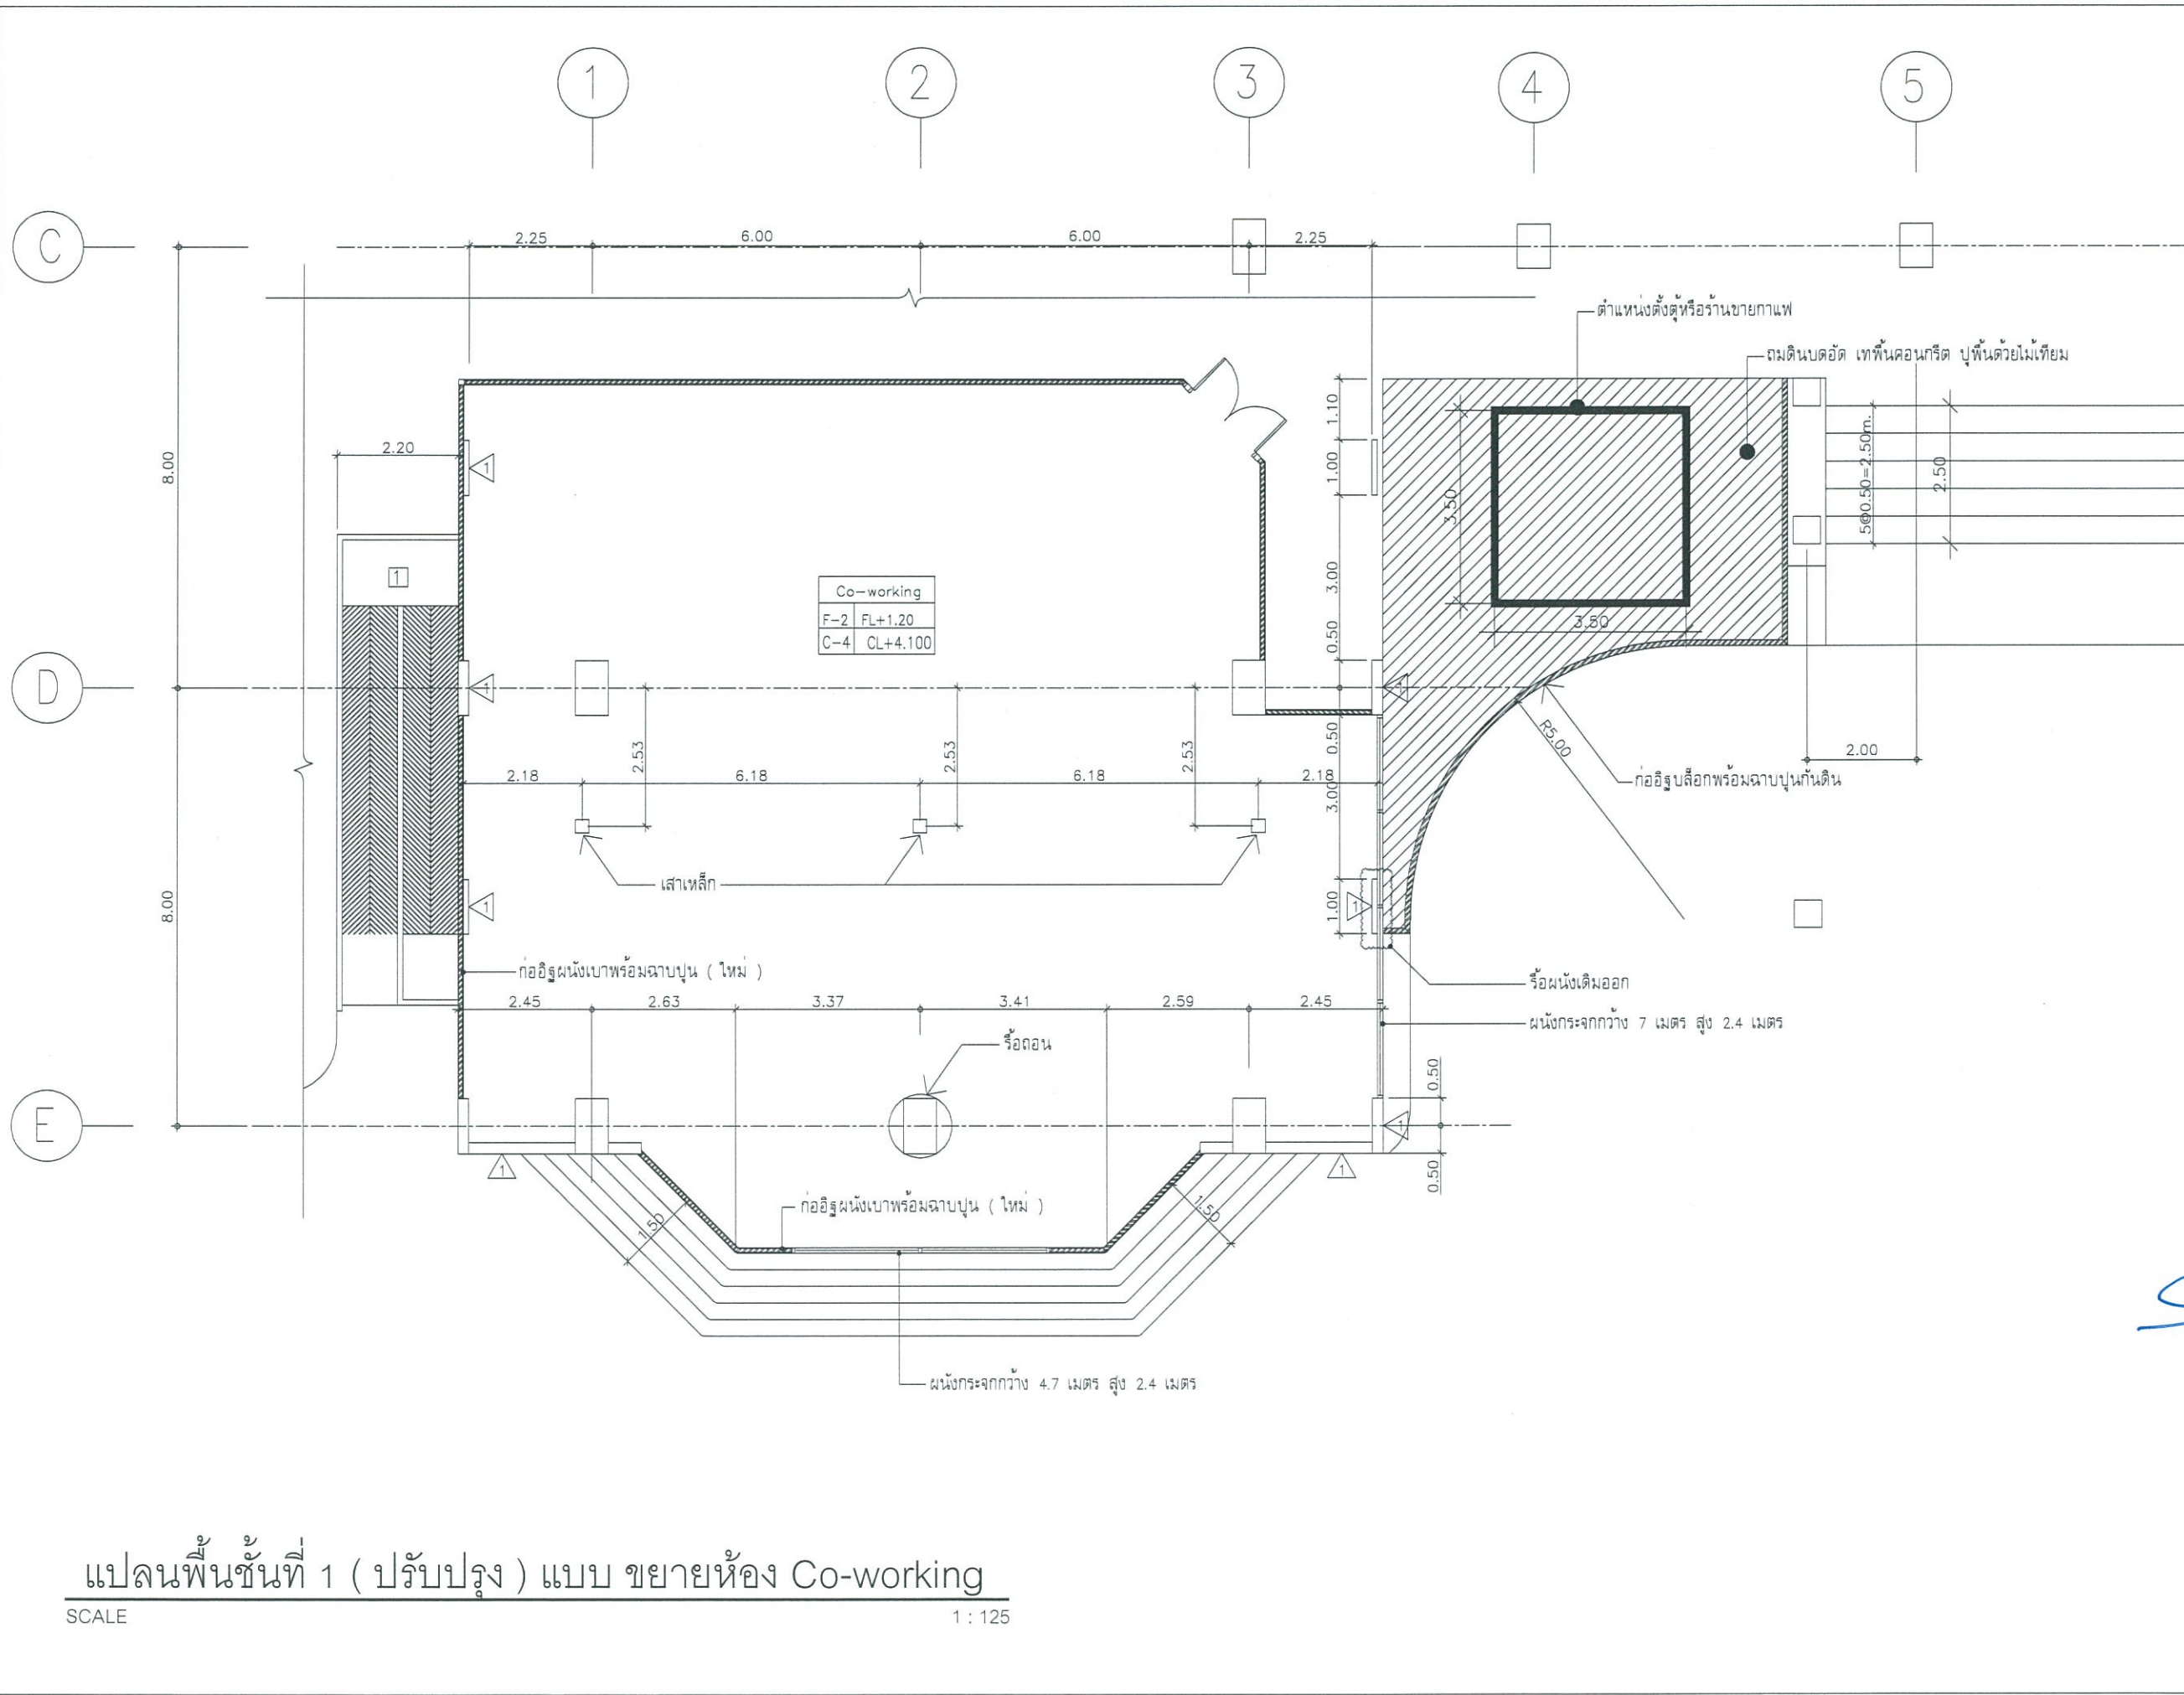 1
2
3
4
5
C
2.25
6.00
6.00
2.25
ตำแหน่งตั้งตู้หรือร้านขายกาแฟ
ถมดินบดอัด เทพื้นคอนกรีต ปูพื้นด้วยไม้เทียม
1.10
8.00
2.20
1
1.00
3.50
5@0.50=2.50m.
2.50
1
Co-working
F-2 FL+1.20
C-4 CL+4.100
3.00
3.50
0.50
D
1
1
2.53
2.53
2.53
0.50
R5.00
2.00
2.18
6.18
6.18
2.18
3.00
ก่ออิฐบล็อกพร้อมฉาบปูนกันดิน
เสาเหล็ก
8.00
1
1.00
1
ก่ออิฐผนังเบาพร้อมฉาบปูน ( ใหม่ )
รื้อผนังเดิมออก
2.45
2.63
3.37
3.41
2.59
2.45
ผนังกระจกกว้าง 7 เมตร สูง 2.4 เมตร
รื้อถอน
0.50
E
1
1
1
0.50
ก่ออิฐผนังเบาพร้อมฉาบปูน ( ใหม่ )
1.50
1.50
ผนังกระจกกว้าง 4.7 เมตร สูง 2.4 เมตร
แปลนพื้นชั้นที่ 1 ( ปรับปรุง ) แบบ ขยายห้อง Co-working
SCALE 1 : 125